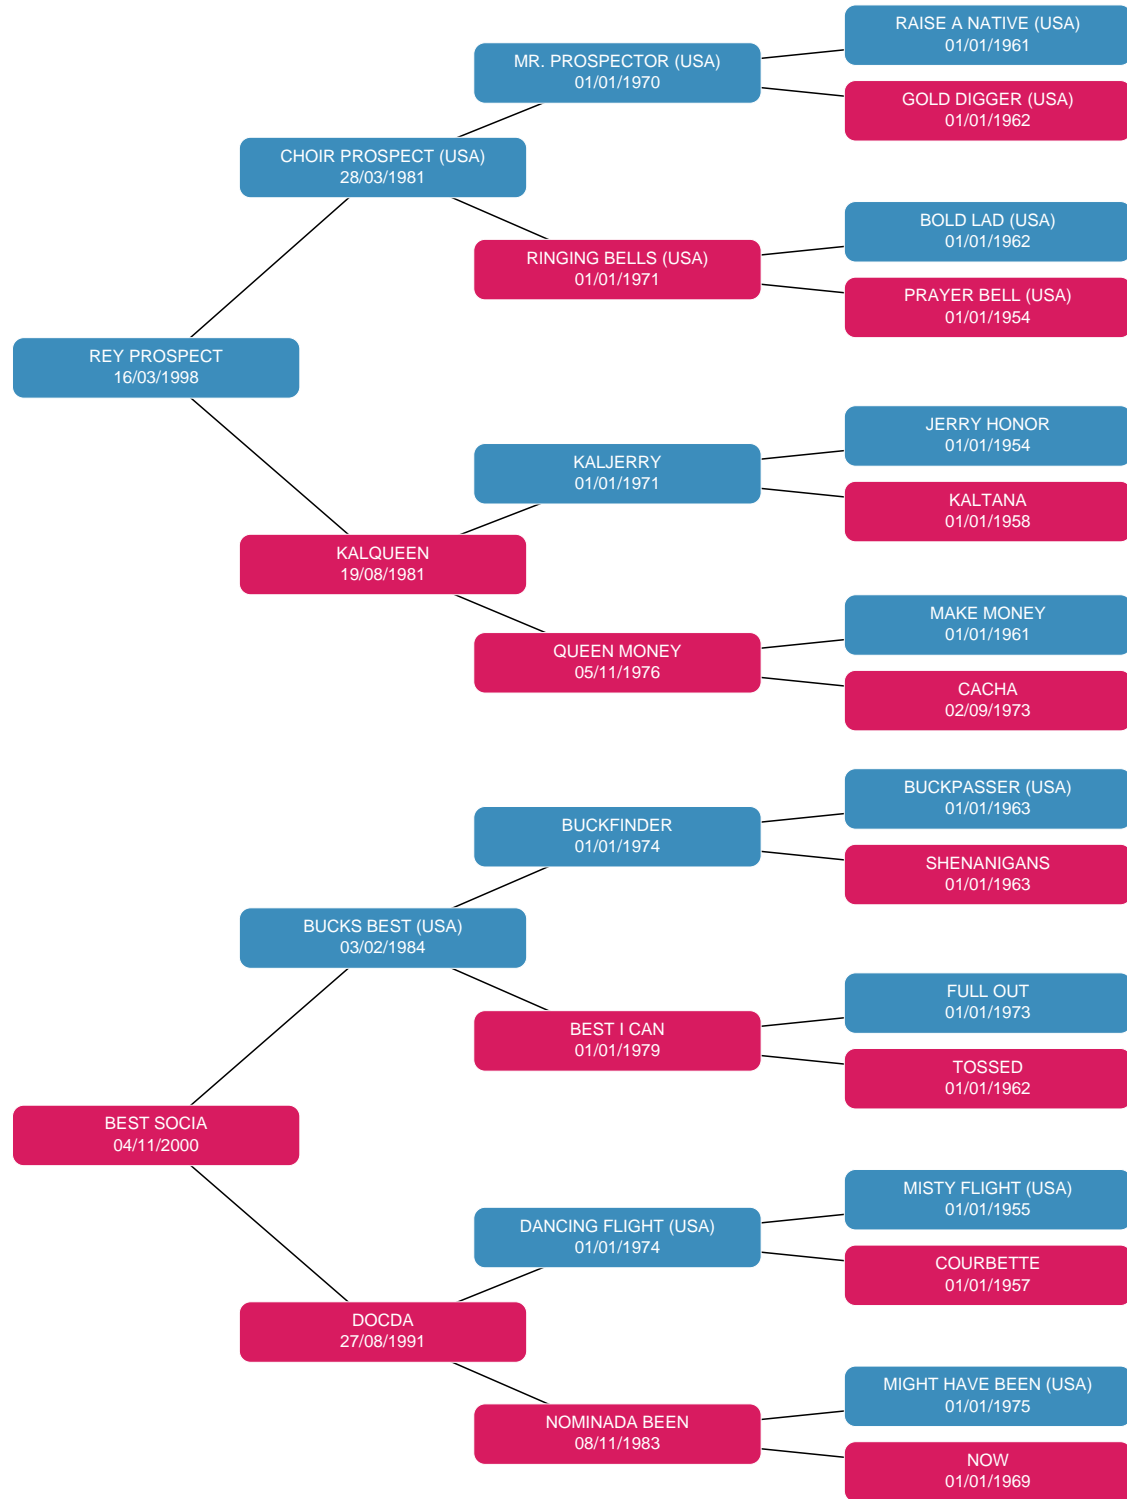 RAISE A NATIVE (USA)
01/01/1961
MR. PROSPECTOR (USA)
01/01/1970
GOLD DIGGER (USA)
01/01/1962
CHOIR PROSPECT (USA)
28/03/1981
BOLD LAD (USA)
01/01/1962
RINGING BELLS (USA)
01/01/1971
PRAYER BELL (USA)
01/01/1954
REY PROSPECT
16/03/1998
JERRY HONOR
01/01/1954
KALJERRY
01/01/1971
KALTANA
01/01/1958
KALQUEEN
19/08/1981
MAKE MONEY
01/01/1961
QUEEN MONEY
05/11/1976
CACHA
02/09/1973
BUCKPASSER (USA)
01/01/1963
BUCKFINDER
01/01/1974
SHENANIGANS
01/01/1963
BUCKS BEST (USA)
03/02/1984
FULL OUT
01/01/1973
BEST I CAN
01/01/1979
TOSSED
01/01/1962
BEST SOCIA
04/11/2000
MISTY FLIGHT (USA)
01/01/1955
DANCING FLIGHT (USA)
01/01/1974
COURBETTE
01/01/1957
DOCDA
27/08/1991
MIGHT HAVE BEEN (USA)
01/01/1975
NOMINADA BEEN
08/11/1983
NOW
01/01/1969